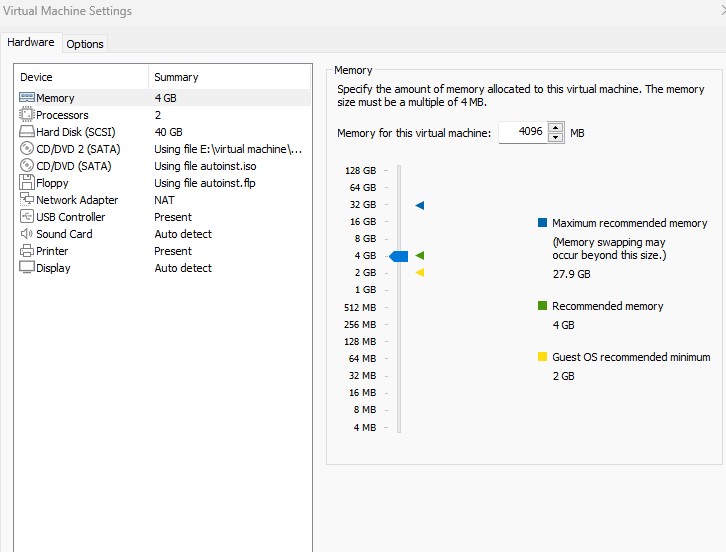 Virtual Machine Settings
Hardware
Options
Device Summary
Memory 4 GB
Processors 2
Hard Disk (SCSI) 40 GB
CD/DVD 2 (SATA) Using file E:\virtual machine\...
CD/DVD (SATA) Using file autoinst.iso
Floppy Using file autoinst.flp
Network Adapter NAT
USB Controller Present
Sound Card Auto detect
Printer Present
Display Auto detect
Memory
Specify the amount of memory allocated to this virtual machine. The memory
size must be a multiple of 4 MB.
Memory for this virtual machine: 4096 MB
128 GB
64 GB
32 GB
16 GB
8 GB
4 GB
2 GB
1 GB
512 MB
256 MB
128 MB
64 MB
32 MB
16 MB
8 MB
4 MB
Maximum recommended memory
(Memory swapping may
occur beyond this size.)
27.9 GB
Recommended memory
4 GB
Guest OS recommended minimum
2 GB